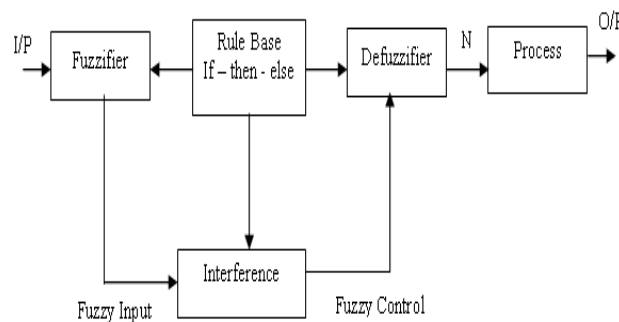 I/P
Fuzzifier
Rule Base
If – then - else
Defuzzifier
N
Process
O/P
Interference
Fuzzy Input
Fuzzy Control